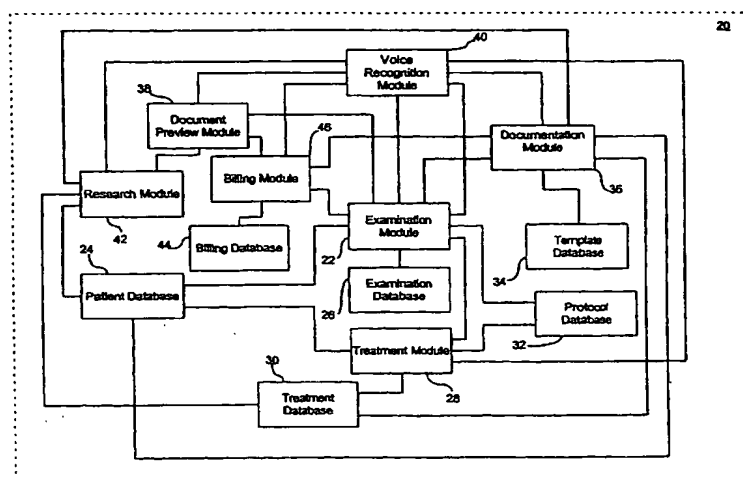 20
40
Voice
Recognition
Module
38
Document
Preview Module
46
Documentation
Module
36
Billing Module
Research Module
42
Examination
Module
22
44
Billing Database
24
Patient Database
Template
Database
34
Examination
Database
26
Protocol
Database
32
Treatment Module
28
30
Treatment
Database